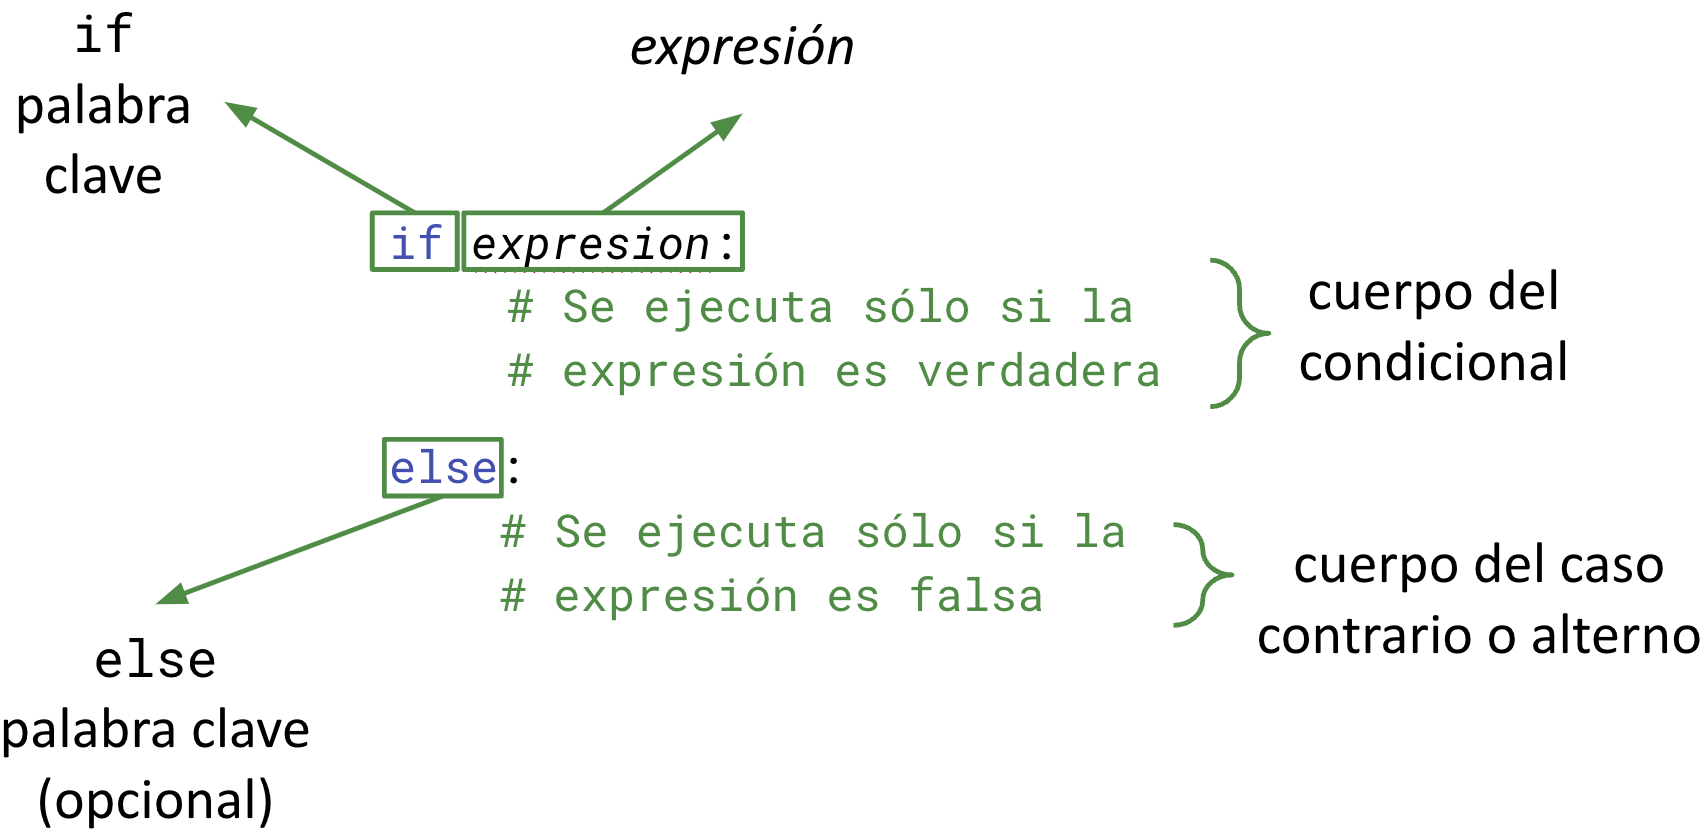 if
palabra
clave
expresión
if expresion:
# Se ejecuta sólo si la
# expresión es verdadera
cuerpo del
condicional
else:
# Se ejecuta sólo si la
# expresión es falsa
cuerpo del caso
contrario o alterno
else
palabra clave
(opcional)